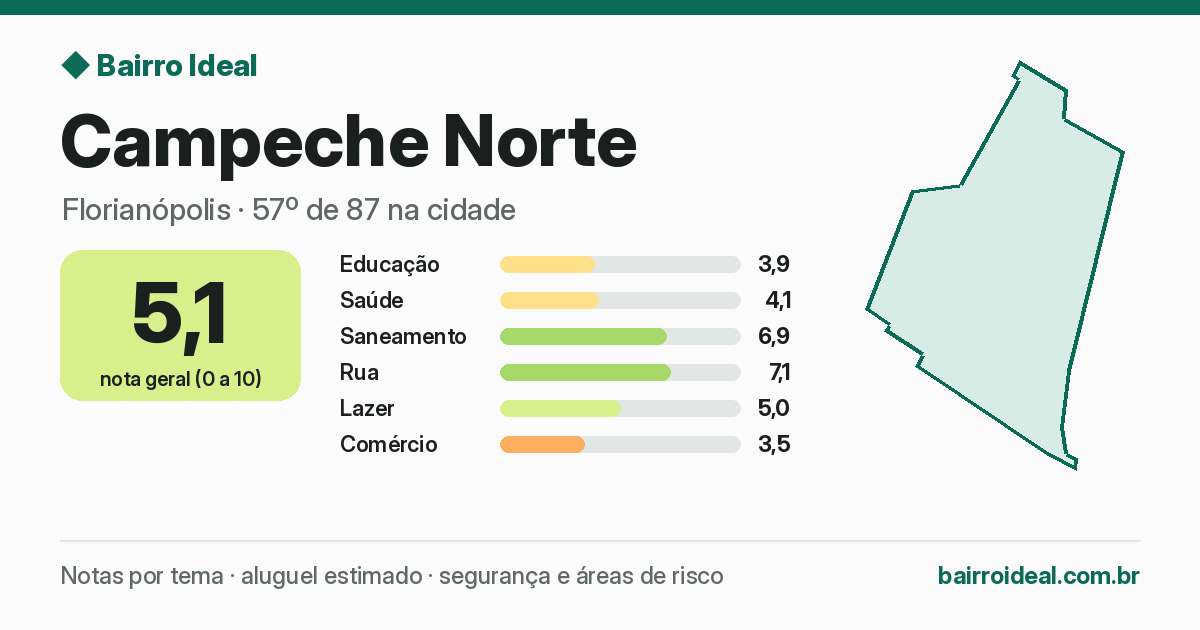 Bairro Ideal
Campeche Norte
Florianópolis · 57º de 87 na cidade
5,1
nota geral (0 a 10)
Educação 3,9
Saúde 4,1
Saneamento 6,9
Rua 7,1
Lazer 5,0
Comércio 3,5
Notas por tema · aluguel estimado · segurança e áreas de risco
bairroideal.com.br